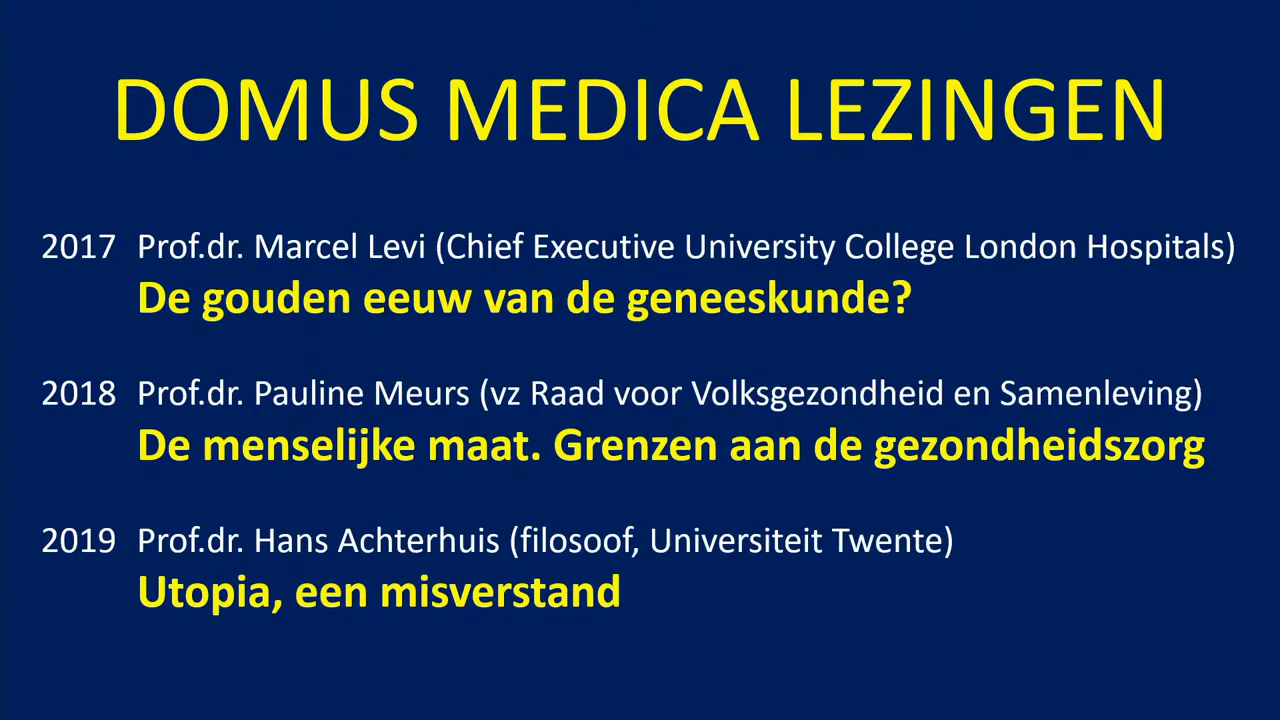 DOMUS MEDICA LEZINGEN
2017 Prof.dr. Marcel Levi (Chief Executive University College London Hospitals)
De gouden eeuw van de geneeskunde?
2018 Prof.dr. Pauline Meurs (vz Raad voor Volksgezondheid en Samenleving)
De menselijke maat. Grenzen aan de gezondheidszorg
2019 Prof.dr. Hans Achterhuis (filosoof, Universiteit Twente)
Utopia, een misverstand